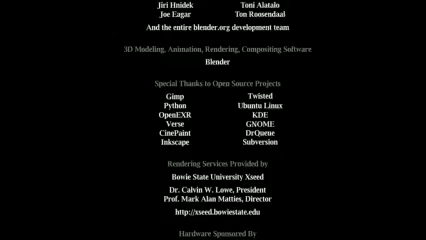 Jiri Hnidek Toni Alatalo
Joe Eagar Ton Roosendaal
And the entire blender.org development team
3D Modeling, Animation, Rendering, Compositing Software
Blender
Special Thanks to Open Source Projects
Gimp Twisted
Python Ubuntu Linux
OpenEXR KDE
Verse GNOME
CinePaint DrQueue
Inkscape Subversion
Rendering Services Provided by
Bowie State University Xseed
Dr. Calvin W. Lowe, President
Prof. Mark Alan Matties, Director
http://xseed.bowiestate.edu
Hardware Sponsored By